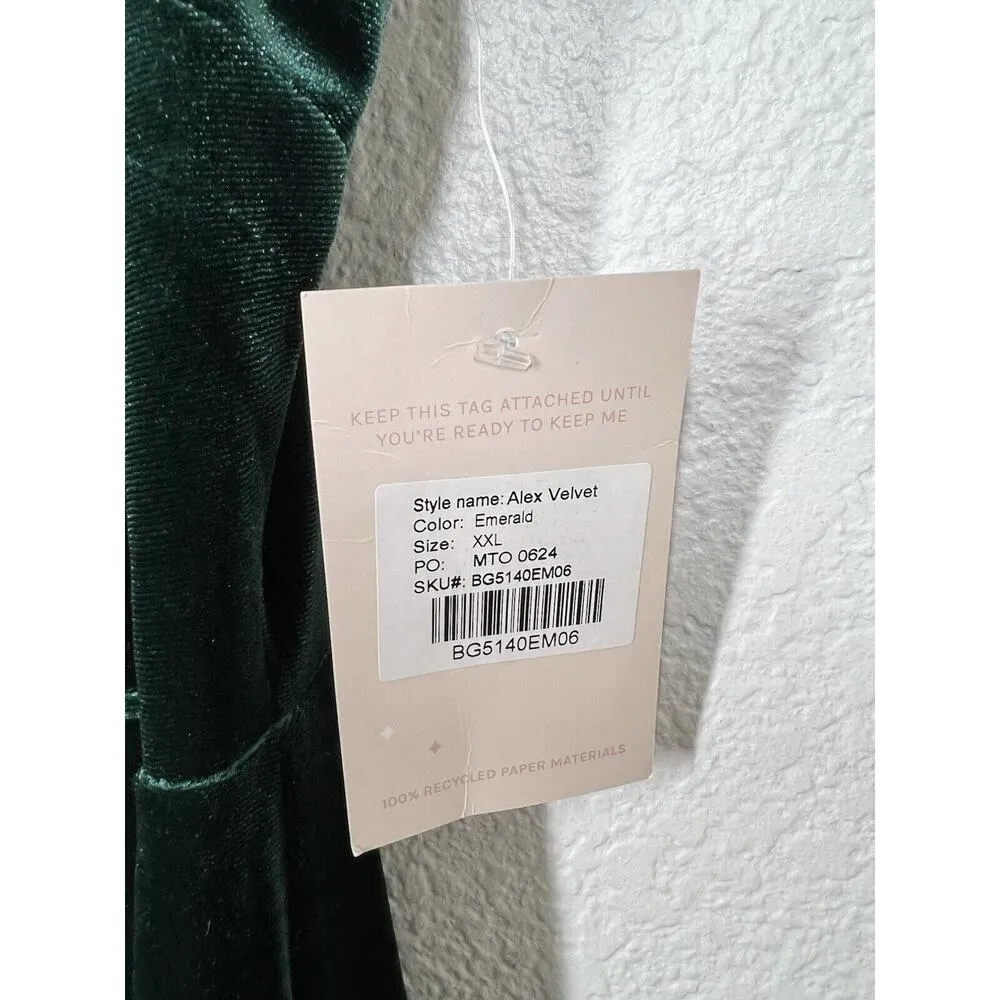 KEEP THIS TAG ATTACHED UNTIL
YOU'RE READY TO KEEP ME
Style name: Alex Velvet
Color: Emerald
Size: XXL
PO: MTO 0624
SKU#: BG5140EM06
BG5140EM06
100% RECYCLED PAPER MATERIALS